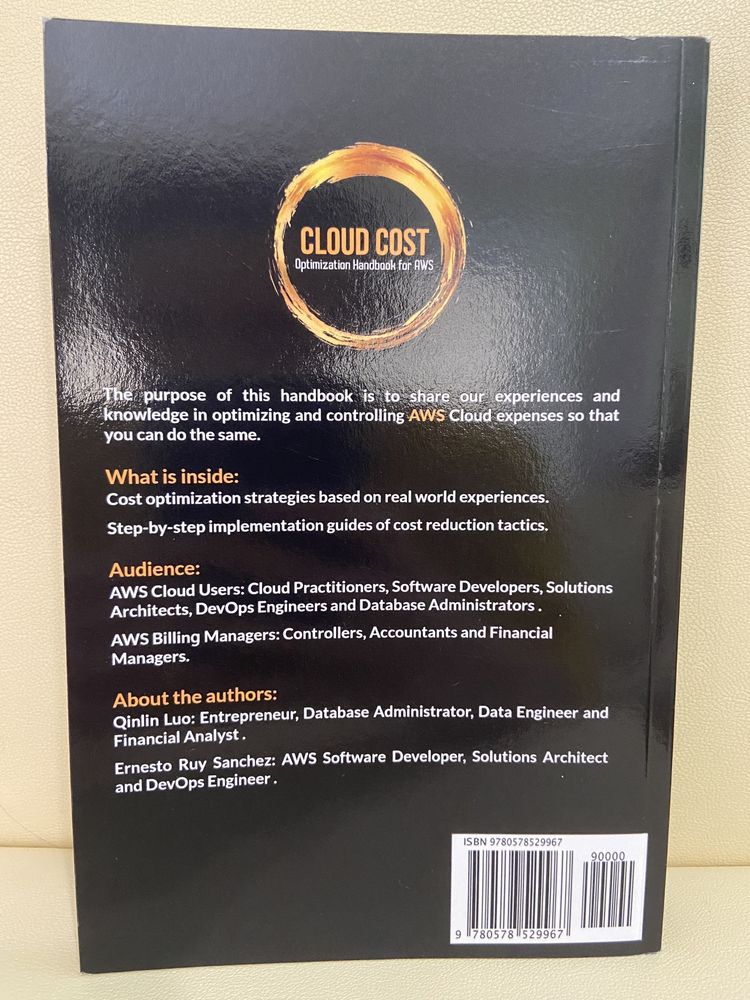 CLOUD COST
Optimization Handbook for AWS
The purpose of this handbook is to share our experiences and
knowledge in optimizing and controlling AWS Cloud expenses so that
you can do the same.
What is inside:
Cost optimization strategies based on real world experiences.
Step-by-step implementation guides of cost reduction tactics.
Audience:
AWS Cloud Users: Cloud Practitioners, Software Developers, Solutions
Architects, DevOps Engineers and Database Administrators .
AWS Billing Managers: Controllers, Accountants and Financial
Managers.
About the authors:
Qinlin Luo: Entrepreneur, Database Administrator, Data Engineer and
Financial Analyst .
Ernesto Ruy Sanchez: AWS Software Developer, Solutions Architect
and DevOps Engineer .
ISBN 9780578529967
90000
9 780578 529967